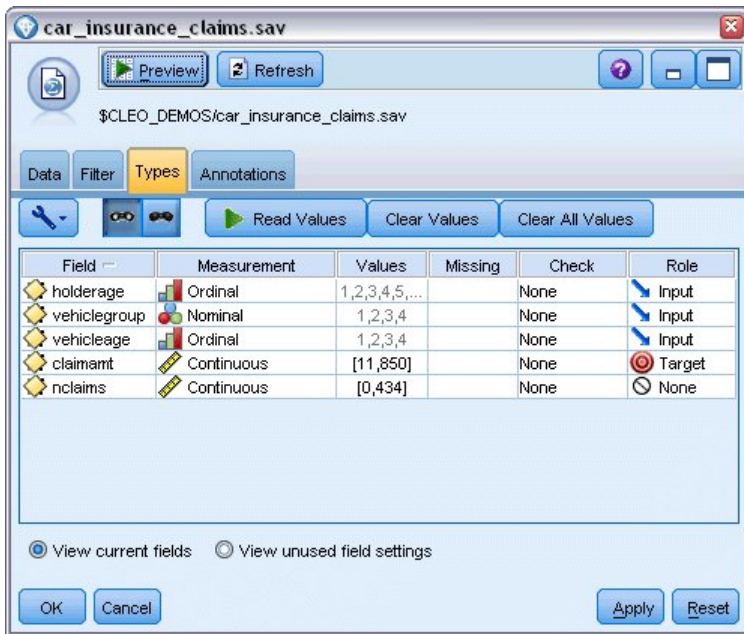 car_insurance_claims.sav
Preview Refresh
$CLEO_DEMOS/car_insurance_claims.sav
Data Filter Types Annotations
Read Values Clear Values Clear All Values
Field Measurement Values Missing Check Role
holderage Ordinal 1,2,3,4,5,... None Input
vehiclegroup Nominal 1,2,3,4 None Input
vehicleage Ordinal 1,2,3,4 None Input
claimamt Continuous [11,850] None Target
nclaims Continuous [0,434] None None
View current fields View unused field settings
OK Cancel Apply Reset